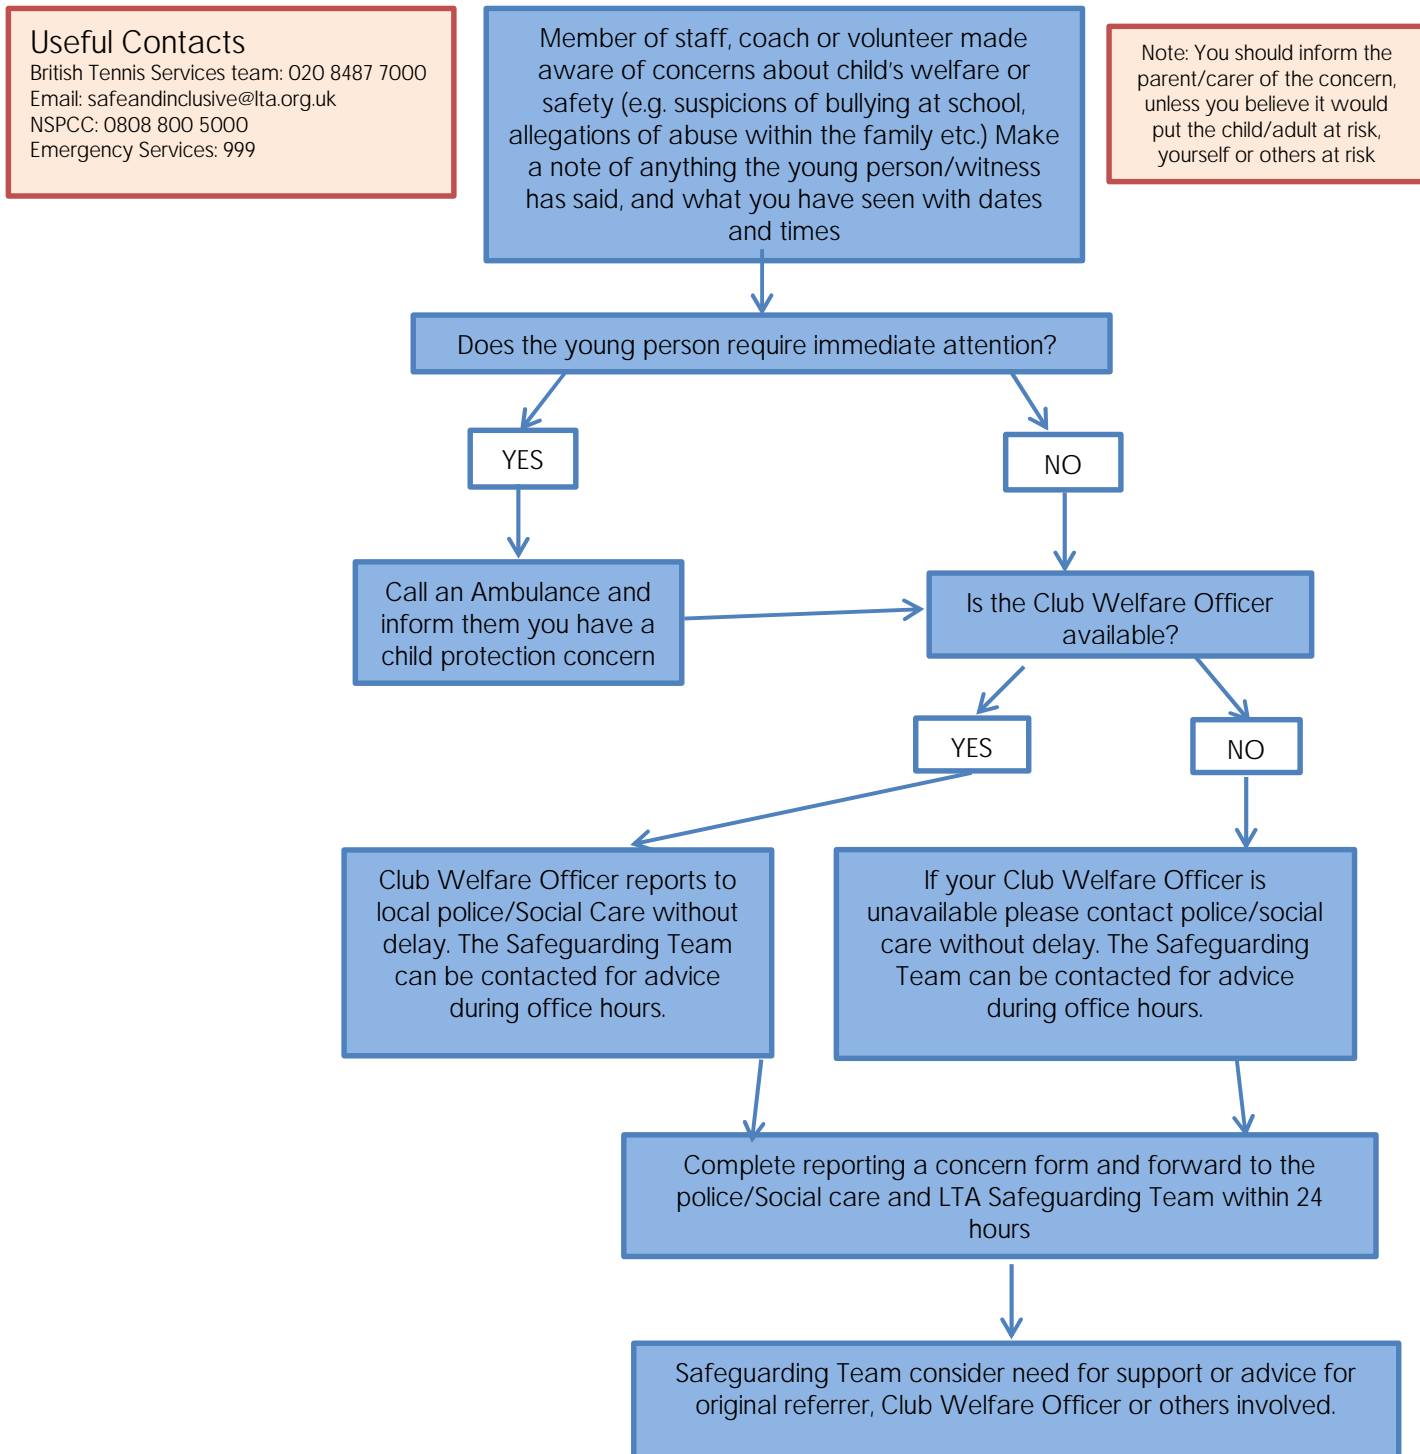 Useful Contacts
British Tennis Services team: 020 8487 7000
Email: safeandinclusive@lta.org.uk
NSPCC: 0808 800 5000
Emergency Services: 999
Member of staff, coach or volunteer made
aware of concerns about child's welfare or
safety (e.g. suspicions of bullying at school,
allegations of abuse within the family etc.) Make
a note of anything the young person/witness
has said, and what you have seen with dates
and times
Note: You should inform the
parent/carer of the concern,
unless you believe it would
put the child/adult at risk,
yourself or others at risk
Does the young person require immediate attention?
YES
NO
Call an Ambulance and
inform them you have a
child protection concern
Is the Club Welfare Officer
available?
YES
NO
Club Welfare Officer reports to
local police/Social Care without
delay. The Safeguarding Team
can be contacted for advice
during office hours.
If your Club Welfare Officer is
unavailable please contact police/social
care without delay. The Safeguarding
Team can be contacted for advice
during office hours.
Complete reporting a concern form and forward to the
police/Social care and LTA Safeguarding Team within 24
hours
Safeguarding Team consider need for support or advice for
original referrer, Club Welfare Officer or others involved.